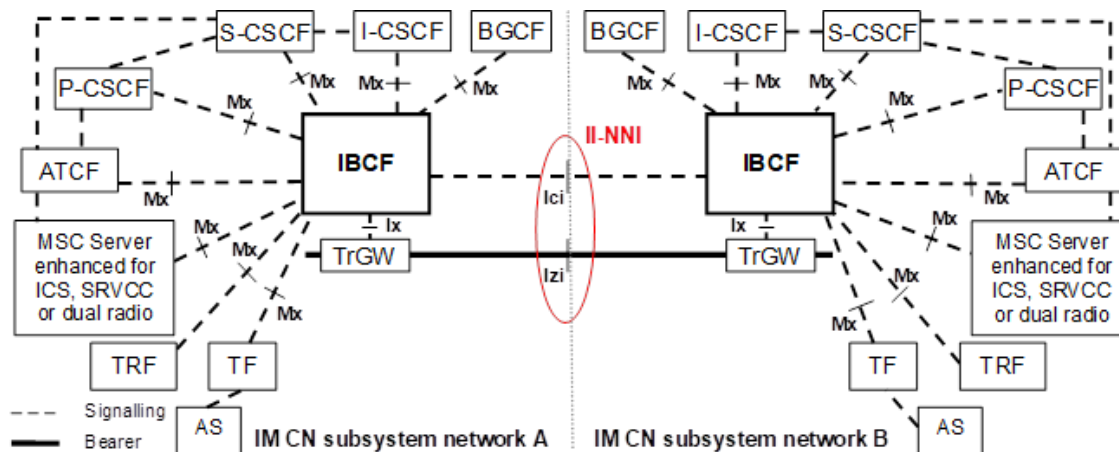 S-CSCF
I-CSCF
BGCF
BGCF
I-CSCF
S-CSCF
P-CSCF
Mx
Mx
Mx
Mx
Mx
Mx
Mx
Mx
P-CSCF
IBCF
II-NNI
IBCF
ATCF
Mx
Ici
Mx
ATCF
MSC Server
enhanced for
ICS, SRVCC
or dual radio
Mx
Mx
Mx
Ix
TrGW
Izi
Ix
TrGW
Mx
Mx
Mx
MSC Server
enhanced for
ICS, SRVCC
or dual radio
TRF
TF
TF
TRF
Signalling
Bearer
AS
IM CN subsystem network A
IM CN subsystem network B
AS